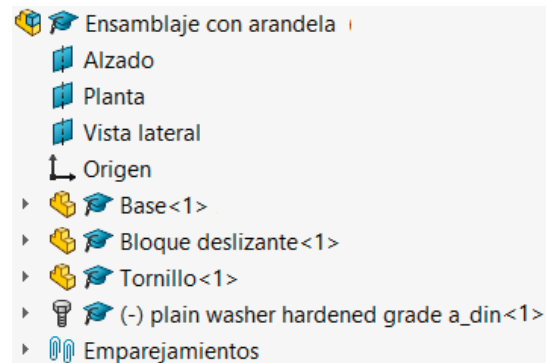 Ensamblaje con arandela (
Alzado
Planta
Vista lateral
Origen
Base<1>
Bloque deslizante<1>
Tornillo<1>
(-) plain washer hardened grade a_din<1>
Emparejamientos